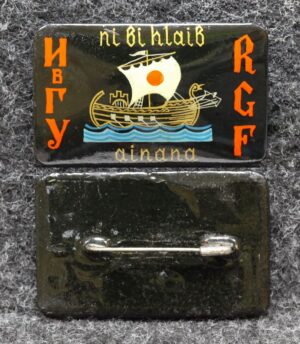 ni bi hlaib
ИвГУ
RGF
ainana